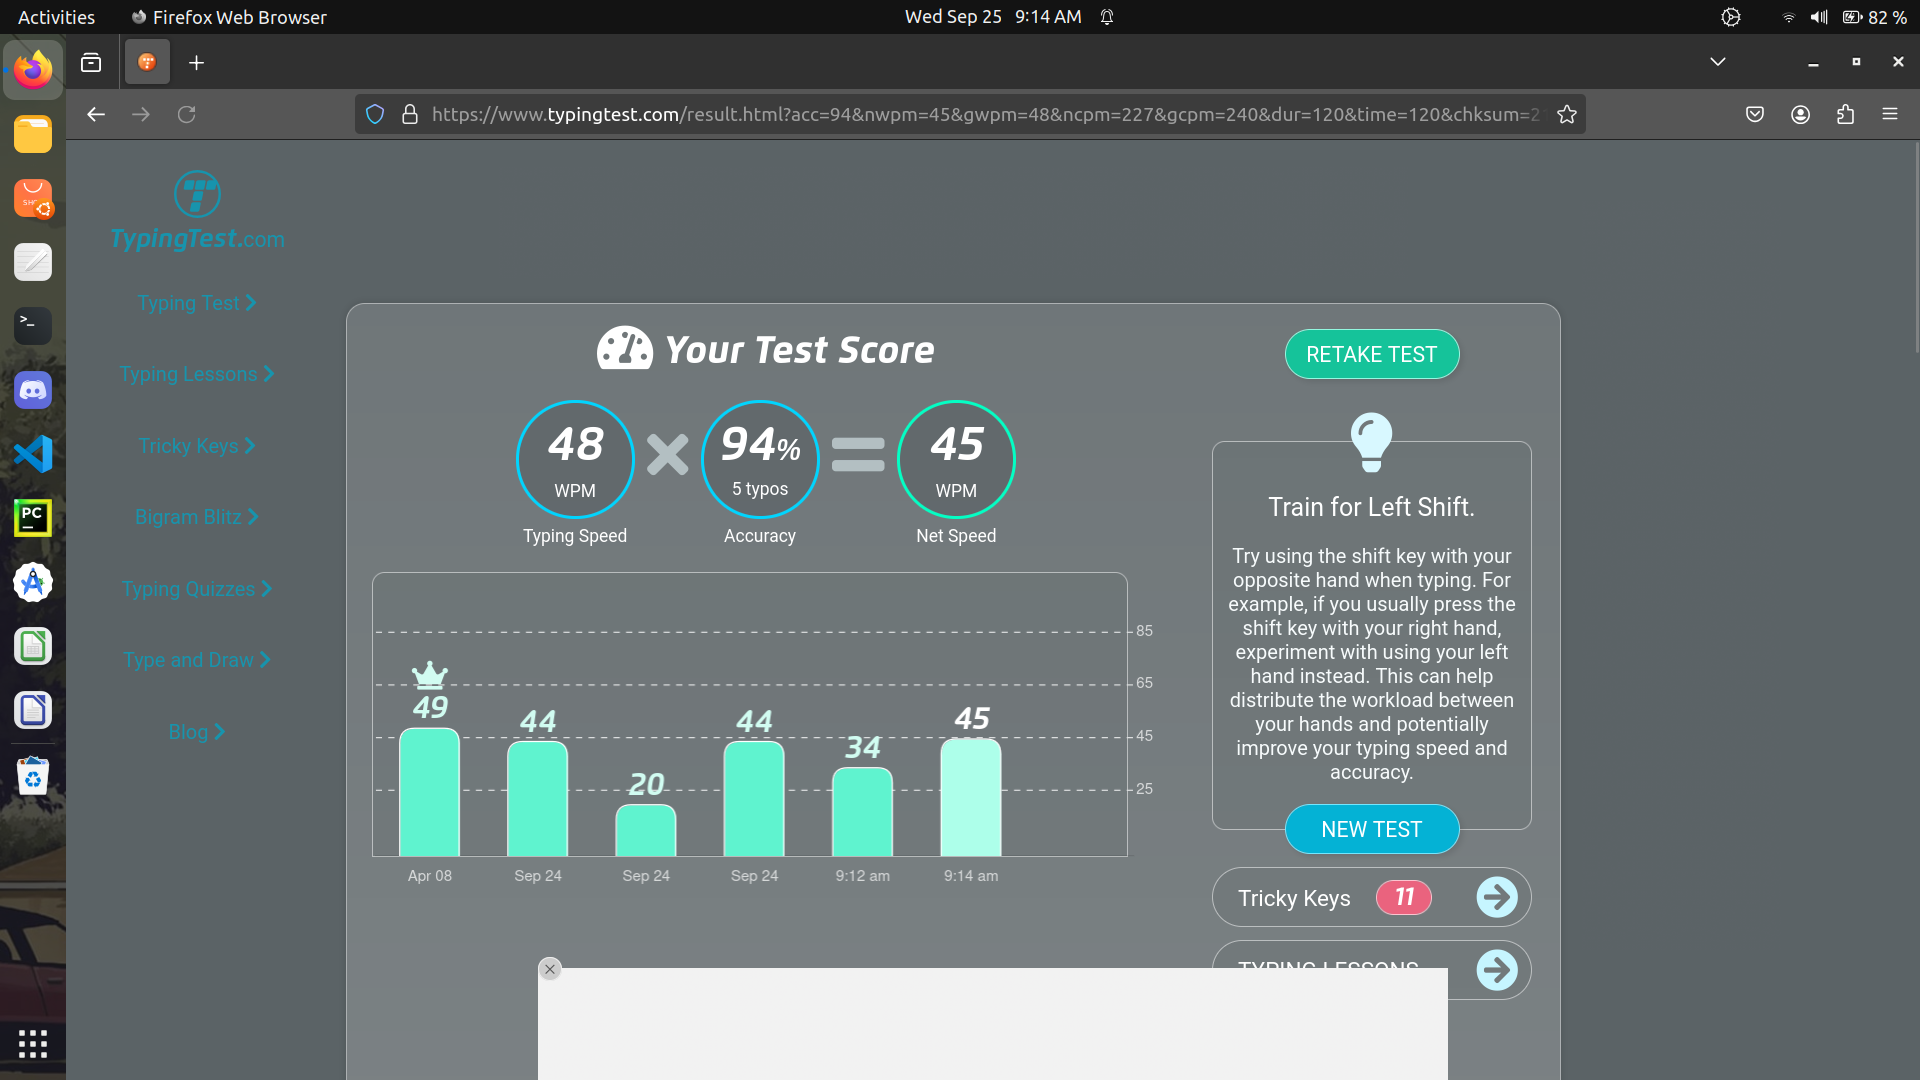 Activities
Firefox Web Browser
Wed Sep 25 9:14 AM
82 %
https://www.typingtest.com/result.html?acc=94&nwpm=45&gwpm=48&ncpm=227&gcpm=240&dur=120&time=120&chksum=2
TypingTest.com
Typing Test
Typing Lessons
Tricky Keys
Bigram Blitz
Typing Quizzes
Type and Draw
Blog
Your Test Score
48
WPM
Typing Speed
94%
5 typos
Accuracy
45
WPM
Net Speed
85
65
45
25
49
44
20
44
34
45
Apr 08
Sep 24
Sep 24
Sep 24
9:12 am
9:14 am
RETAKE TEST
Train for Left Shift.
Try using the shift key with your
opposite hand when typing. For
example, if you usually press the
shift key with your right hand,
experiment with using your left
hand instead. This can help
distribute the workload between
your hands and potentially
improve your typing speed and
accuracy.
NEW TEST
Tricky Keys 11
TYPING LESSONS
SHOP
>_
PC